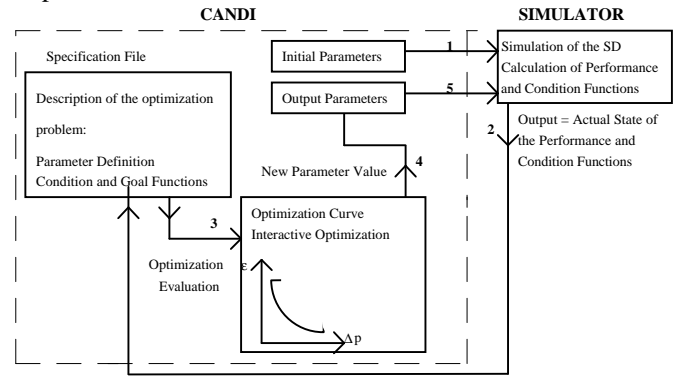 CANDI
SIMULATOR
Specification File
Description of the optimization
problem:
Parameter Definition
Condition and Goal Functions
Initial Parameters
1
Output Parameters
5
Simulation of the SD
Calculation of Performance
and Condition Functions
2
Output = Actual State of
the Performance and
Condition Functions
New Parameter Value
4
3
Optimization Curve
Interactive Optimization
Optimization
Evaluation
ε
Δp